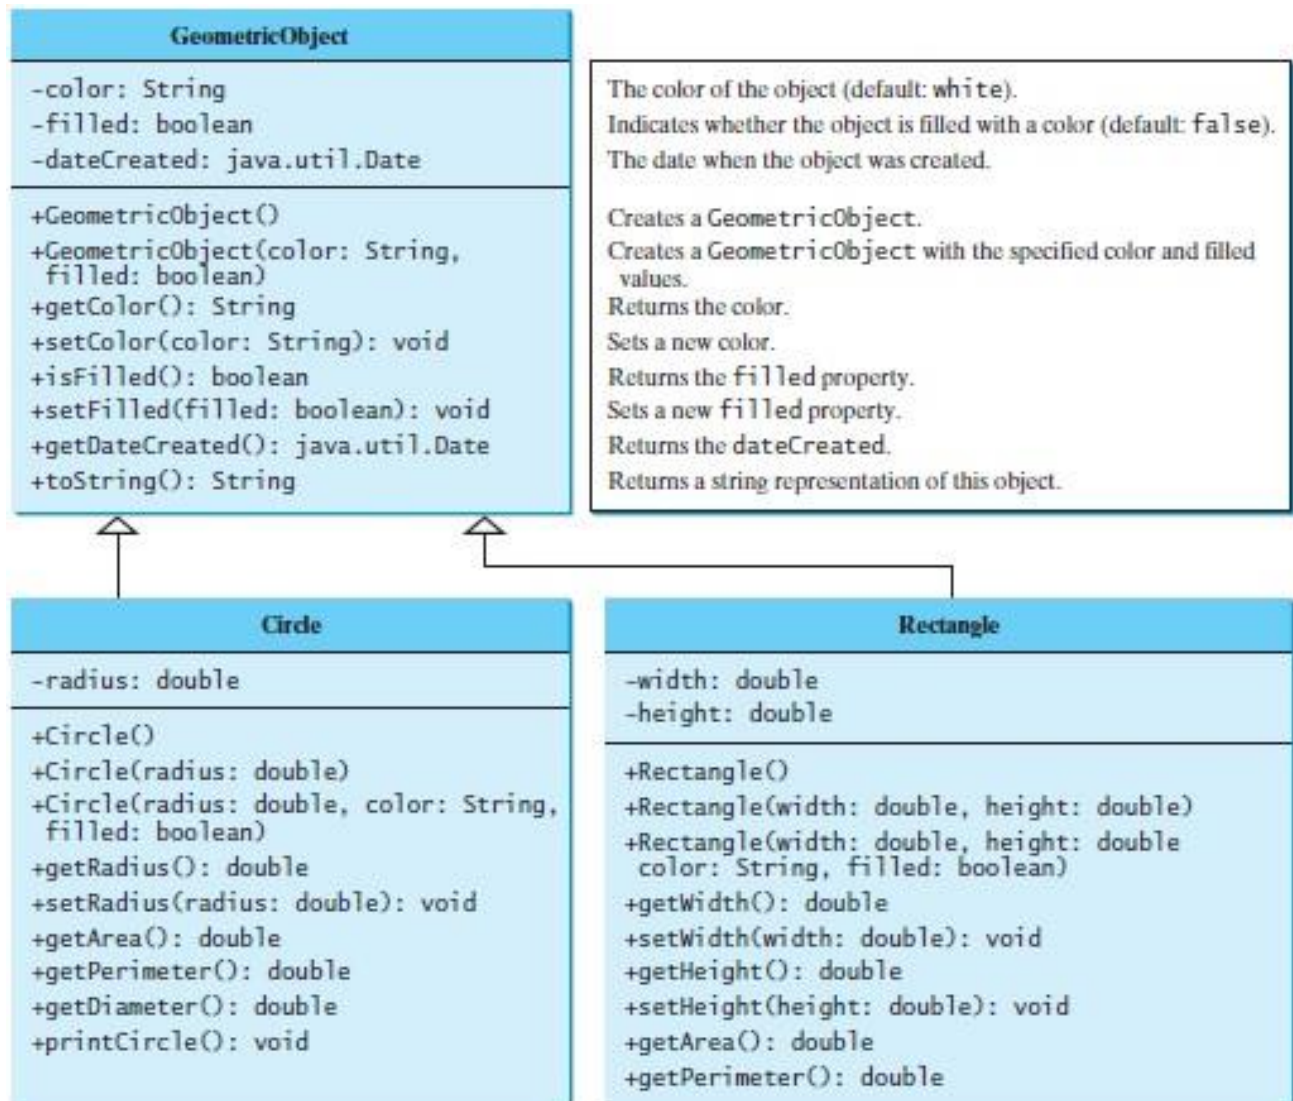 GeometricObject
-color: String
-filled: boolean
-dateCreated: java.util.Date
+GeometricObject()
+GeometricObject(color: String,
filled: boolean)
+getColor(): String
+setColor(color: String): void
+isFilled(): boolean
+setFilled(filled: boolean): void
+getDateCreated(): java.util.Date
+toString(): String
The color of the object (default: white).
Indicates whether the object is filled with a color (default: false).
The date when the object was created.
Creates a GeometricObject.
Creates a GeometricObject with the specified color and filled
values.
Returns the color.
Sets a new color.
Returns the filled property.
Sets a new filled property.
Returns the dateCreated.
Returns a string representation of this object.
Circle
-radius: double
+Circle()
+Circle(radius: double)
+Circle(radius: double, color: String,
filled: boolean)
+getRadius(): double
+setRadius(radius: double): void
+getArea(): double
+getPerimeter(): double
+getDiameter(): double
+printCircle(): void
Rectangle
-width: double
-height: double
+Rectangle()
+Rectangle(width: double, height: double)
+Rectangle(width: double, height: double
color: String, filled: boolean)
+getWidth(): double
+setWidth(width: double): void
+getHeight(): double
+setHeight(height: double): void
+getArea(): double
+getPerimeter(): double